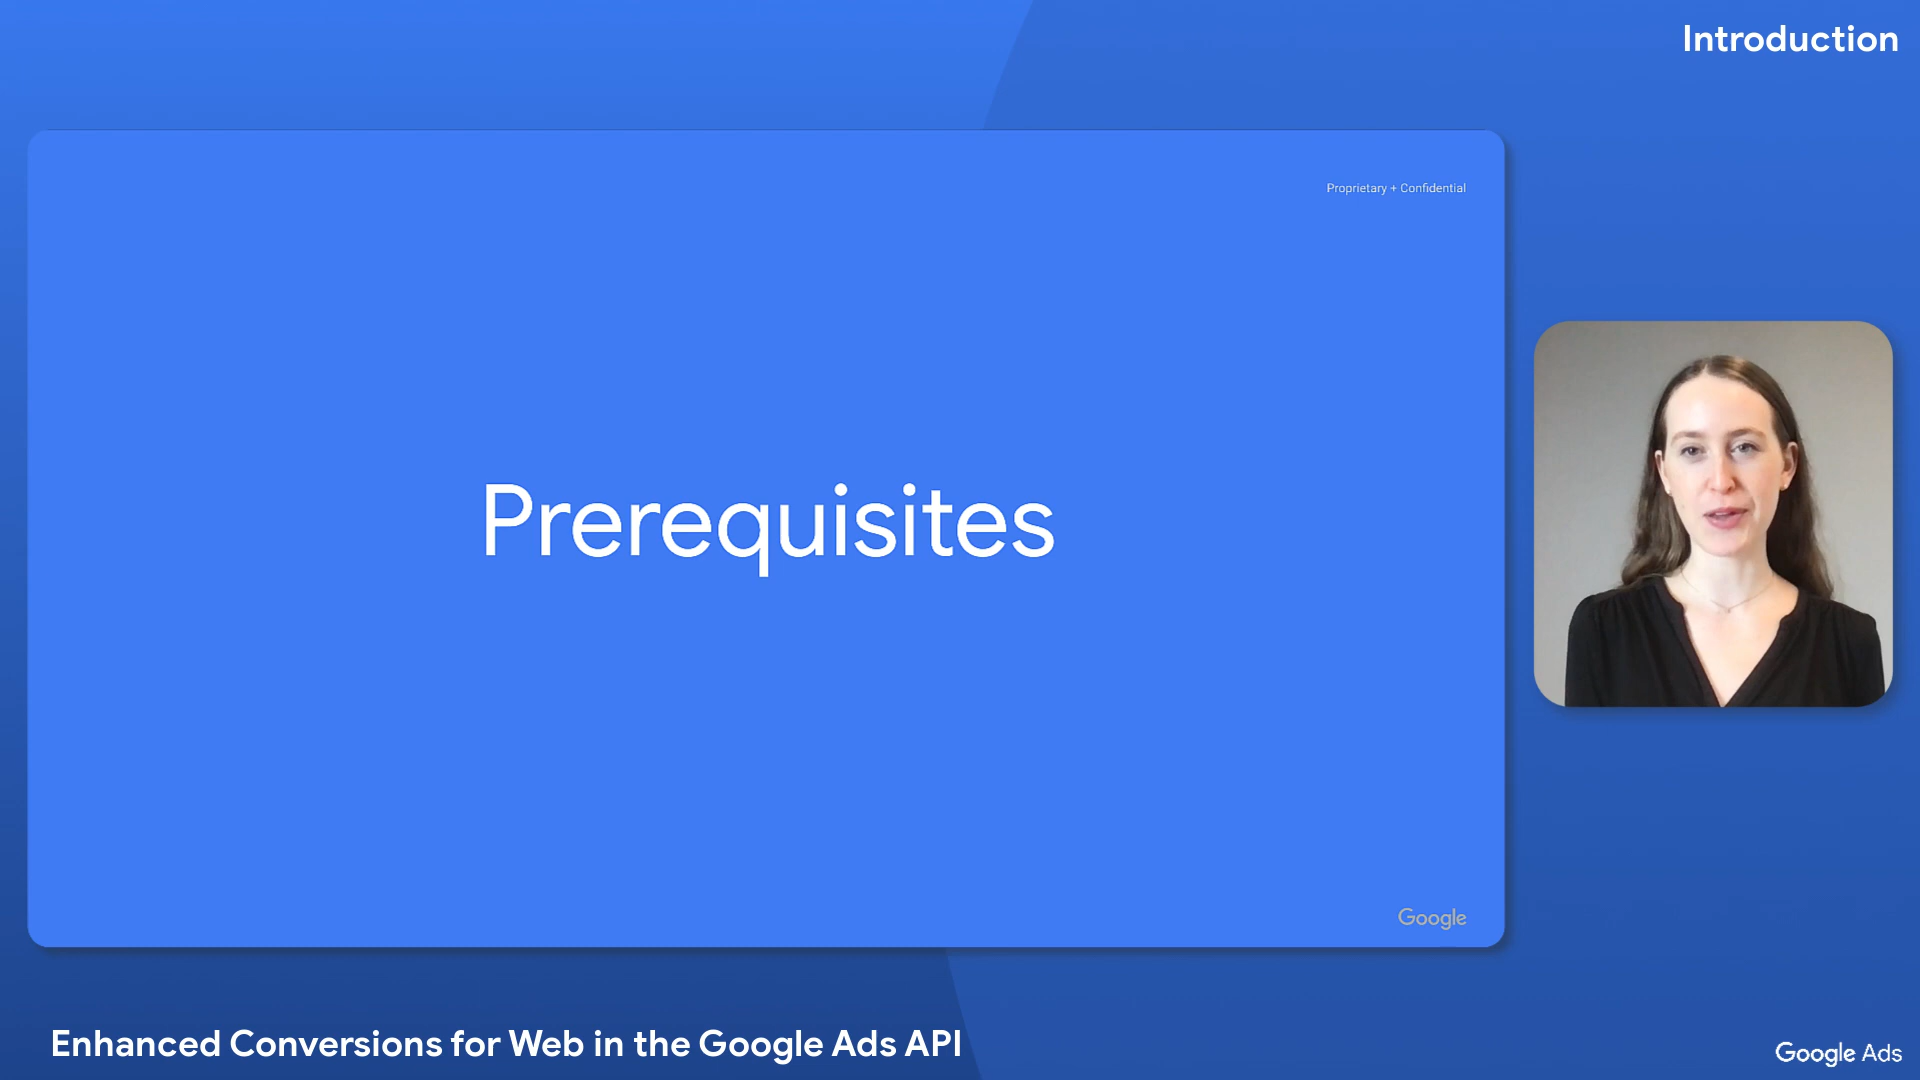 Introduction
Proprietary + Confidential
Prerequisites
Google
Enhanced Conversions for Web in the Google Ads API
Google Ads